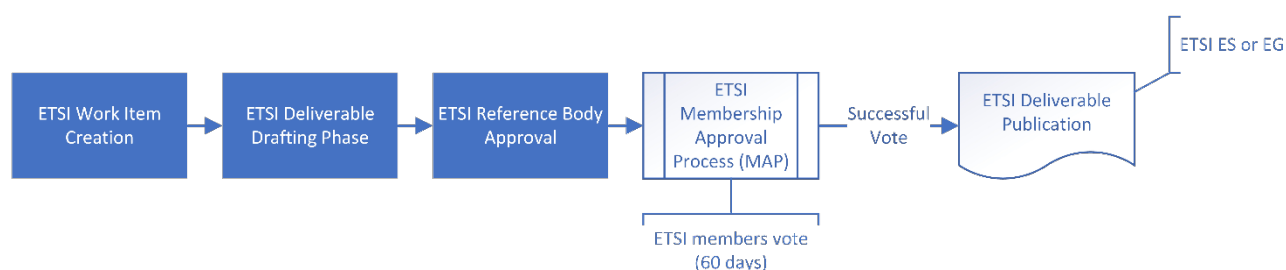 ETSI Work Item
Creation
ETSI Deliverable
Drafting Phase
ETSI Reference Body
Approval
ETSI
Membership
Approval
Process (MAP)
ETSI members vote
(60 days)
Successful
Vote
ETSI Deliverable
Publication
ETSI ES or EG